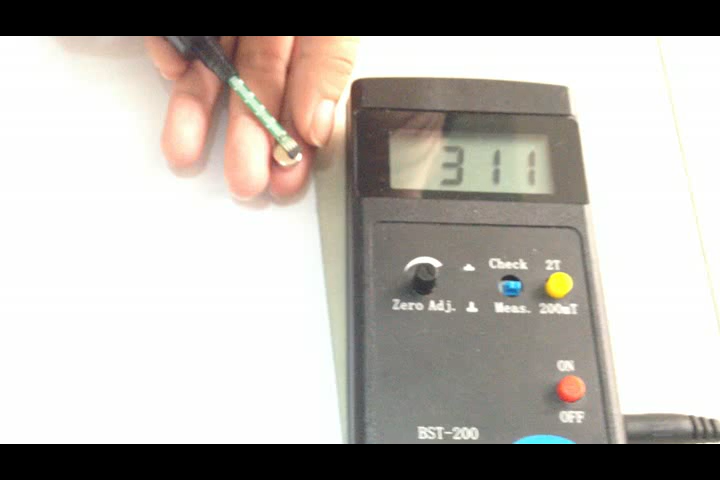 311
Check 2T
Zero Adj. Meas. 200mT
ON
OFF
BST-200